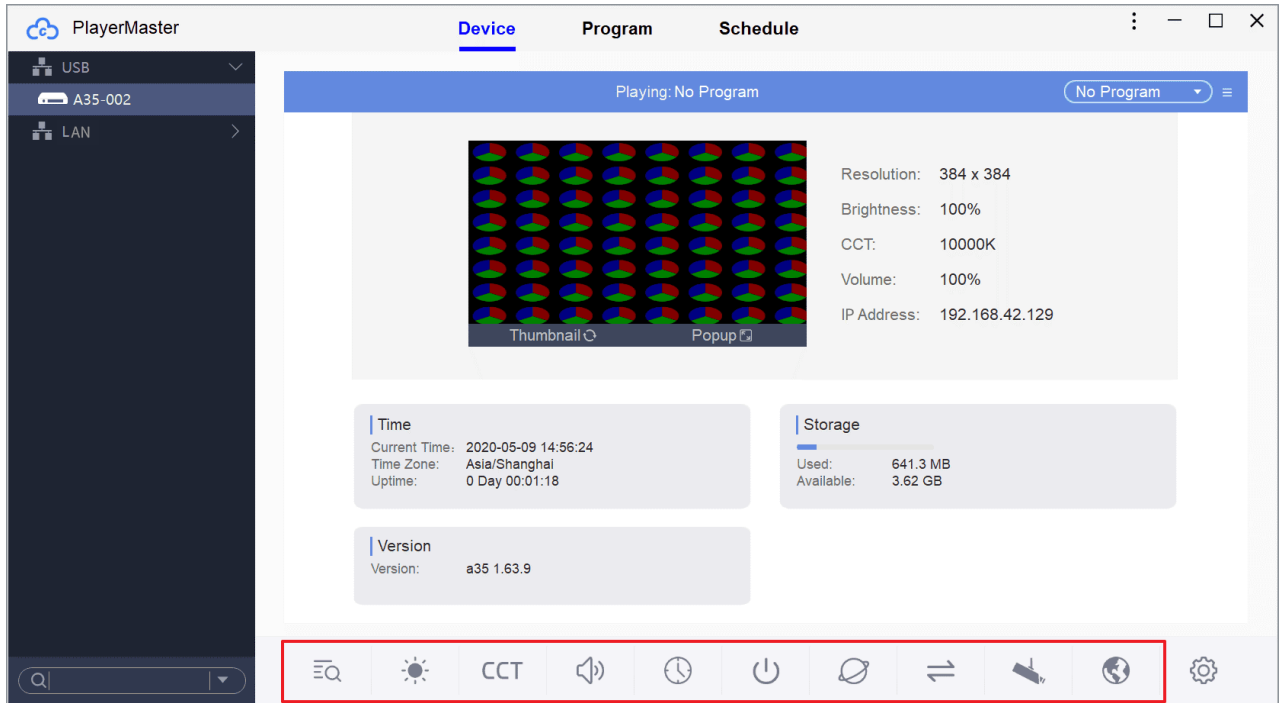 PlayerMaster
Device Program Schedule
USB
A35-002
LAN
Playing: No Program
No Program
Thumbnail
Popup
Resolution: 384 x 384
Brightness: 100%
CCT: 10000K
Volume: 100%
IP Address: 192.168.42.129
Time
Current Time: 2020-05-09 14:56:24
Time Zone: Asia/Shanghai
Uptime: 0 Day 00:01:18
Storage
Used: 641.3 MB
Available: 3.62 GB
Version
Version: a35 1.63.9
CCT